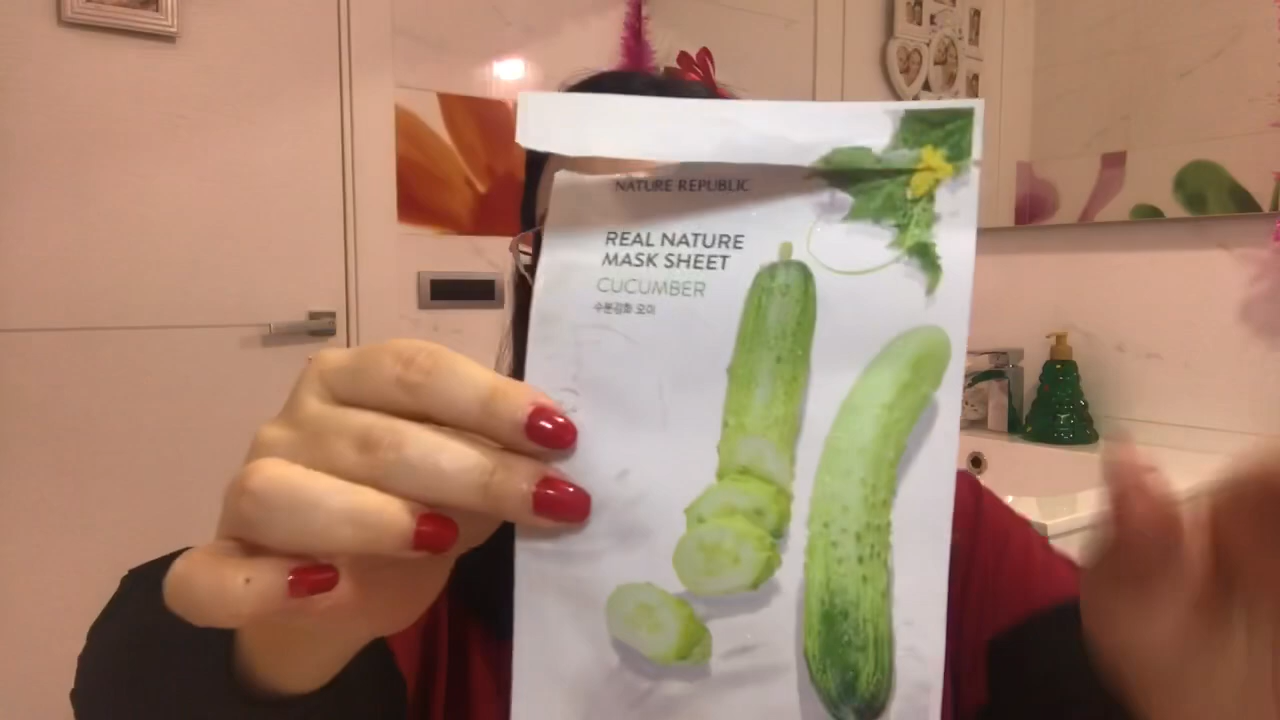 NATURE REPUBLIC
REAL NATURE
MASK SHEET
CUCUMBER
수분강화 오이